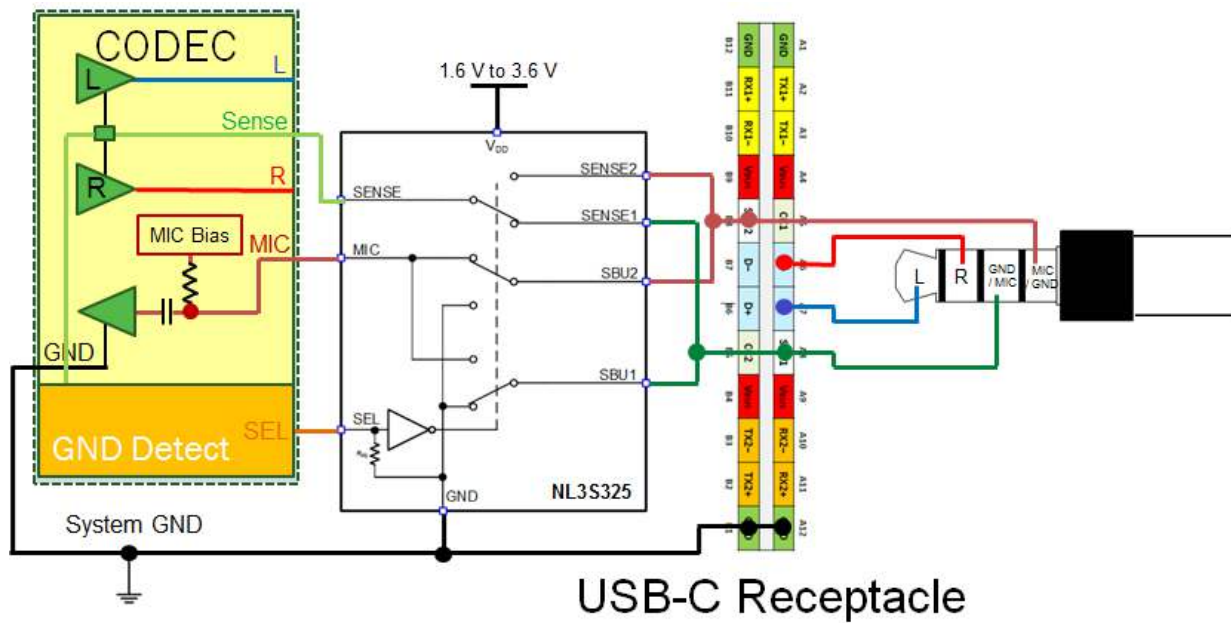 CODEC
L
L
Sense
R
R
MIC Bias
MIC
GND
SEL
GND Detect
System GND
1.6 V to 3.6 V
VDD
SENSE
MIC
SEL
GND
SENSE2
SENSE1
SBU2
SBU1
NL3S325
B12 GND GND A1
B11 RX1+ TX1+ A2
B10 RX1− TX1− A3
B9 VBUS VBUS A4
B7 D-
D+
B4 VBUS VBUS A9
B3 TX2− RX2− A10
B2 TX2+ RX2+ A11
A12
L
R
GND
/ MIC
MIC
/ GND
USB-C Receptacle